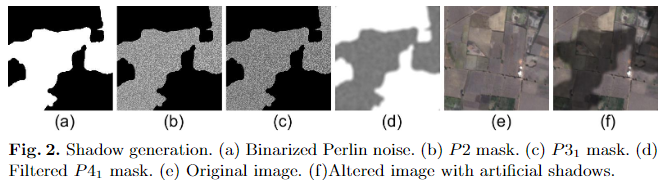 (a) (b) (c) (d) (e) (f)
Fig. 2. Shadow generation. (a) Binarized Perlin noise. (b) P2 mask. (c) P3₁ mask. (d)
Filtered P4₁ mask. (e) Original image. (f)Altered image with artificial shadows.